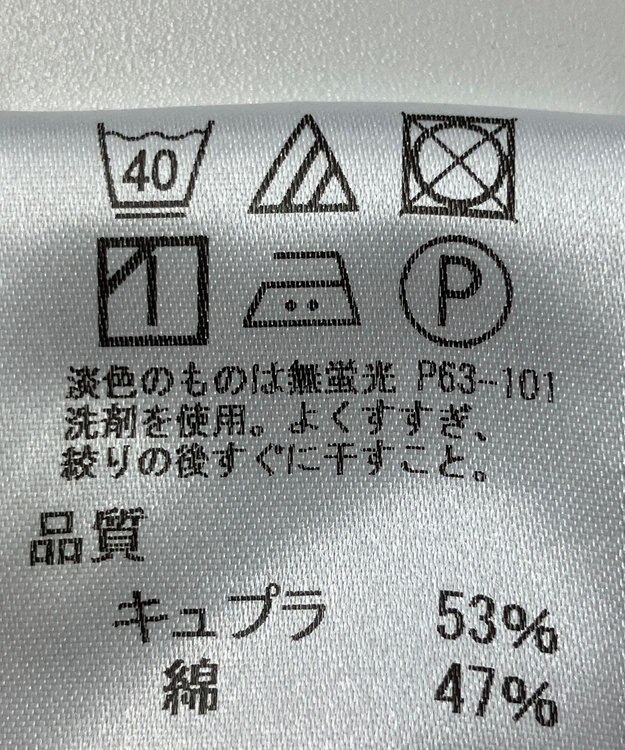 40
P
淡色のものは無蛍光 P63-101
洗剤を使用。よくすすぎ、
絞りの後すぐに干すこと。
品質
キュプラ 53%
綿 47%